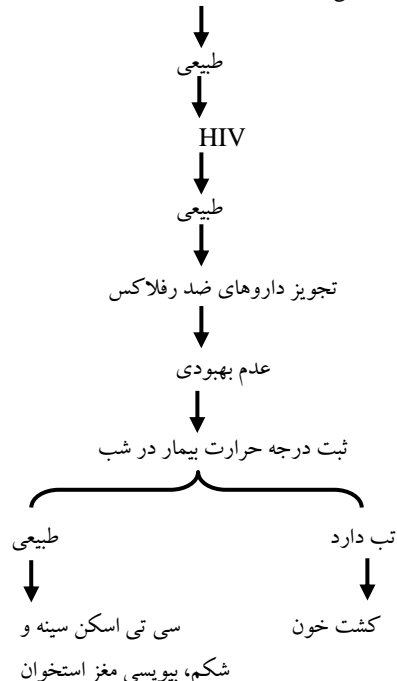 طبیعی
HIV
طبیعی
تجویز داروهای ضد رفلاکس
عدم بهبودی
ثبت درجه حرارت بیمار در شب
تب دارد
طبیعی
کشت خون
سی تی اسکن سینه و
شکم، بیوپسی مغز استخوان